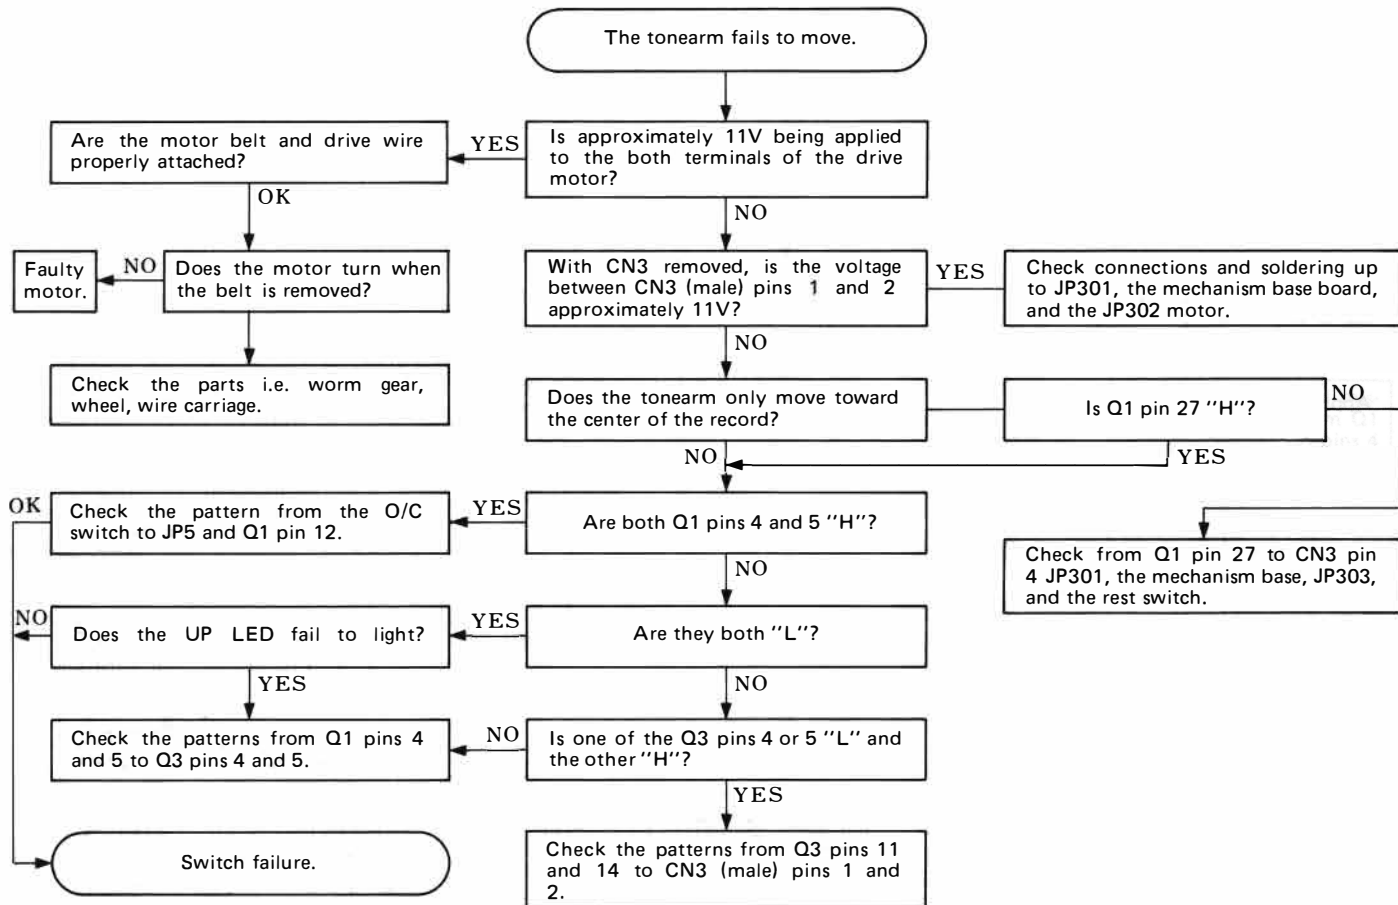 The tonearm fails to move.
Are the motor belt and drive wire
properly attached?
YES
Is approximately 11V being applied
to the both terminals of the drive
motor?
OK
NO
Faulty
motor.
NO
Does the motor turn when
the belt is removed?
With CN3 removed, is the voltage
between CN3 (male) pins 1 and 2
approximately 11V?
YES
Check connections and soldering up
to JP301, the mechanism base board,
and the JP302 motor.
NO
Check the parts i.e. worm gear,
wheel, wire carriage.
Does the tonearm only move toward
the center of the record?
Is Q1 pin 27 "H"?
NO
NO
YES
OK
Check the pattern from the O/C
switch to JP5 and Q1 pin 12.
YES
Are both Q1 pins 4 and 5 "H"?
Check from Q1 pin 27 to CN3 pin
4 JP301, the mechanism base, JP303,
and the rest switch.
NO
NO
Does the UP LED fail to light?
YES
Are they both "L"?
YES
NO
Check the patterns from Q1 pins 4
and 5 to Q3 pins 4 and 5.
NO
Is one of the Q3 pins 4 or 5 "L" and
the other "H"?
YES
Switch failure.
Check the patterns from Q3 pins 11
and 14 to CN3 (male) pins 1 and
2.